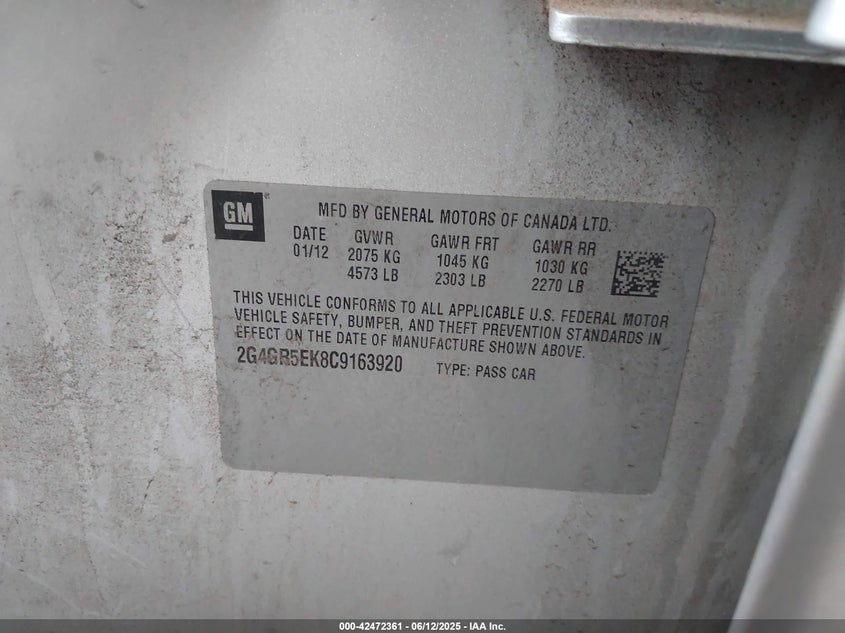 GM ®
MFD BY GENERAL MOTORS OF CANADA LTD.
DATE GVWR GAWR FRT GAWR RR
01/12 2075 KG 1045 KG 1030 KG
4573 LB 2303 LB 2270 LB
THIS VEHICLE CONFORMS TO ALL APPLICABLE U.S. FEDERAL MOTOR
VEHICLE SAFETY, BUMPER, AND THEFT PREVENTION STANDARDS IN
EFFECT ON THE DATE OF MANUFACTURE SHOWN ABOVE.
2G4GR5EK8C9163920 TYPE: PASS CAR
000-42472361 - 06/12/2025 - IAA Inc.